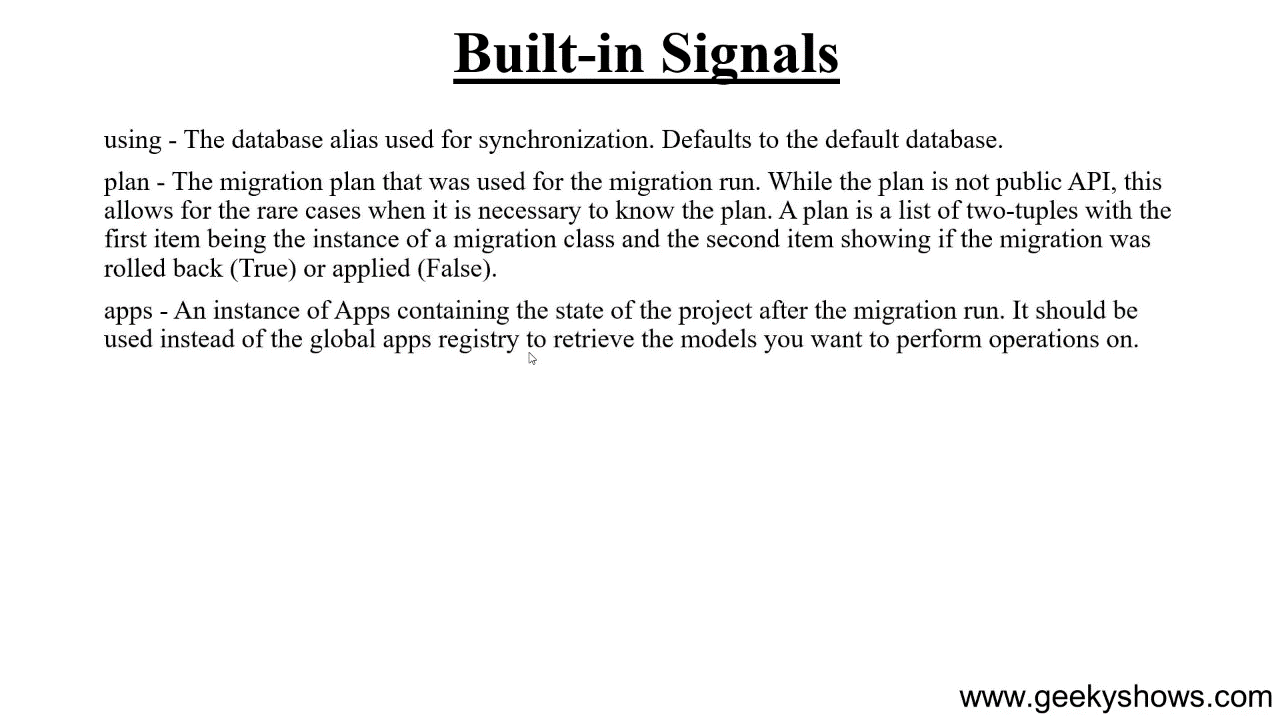 Built-in Signals
using - The database alias used for synchronization. Defaults to the default database.
plan - The migration plan that was used for the migration run. While the plan is not public API, this
allows for the rare cases when it is necessary to know the plan. A plan is a list of two-tuples with the
first item being the instance of a migration class and the second item showing if the migration was
rolled back (True) or applied (False).
apps - An instance of Apps containing the state of the project after the migration run. It should be
used instead of the global apps registry to retrieve the models you want to perform operations on.
www.geekyshows.com